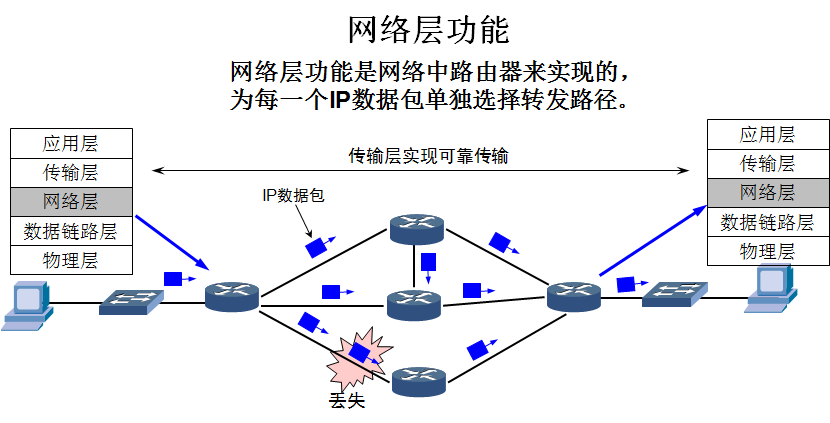 网络层功能
网络层功能是网络中路由器来实现的，
为每一个IP数据包单独选择转发路径。
应用层
传输层
网络层
数据链路层
物理层
传输层实现可靠传输
IP数据包
应用层
传输层
网络层
数据链路层
物理层
丢失